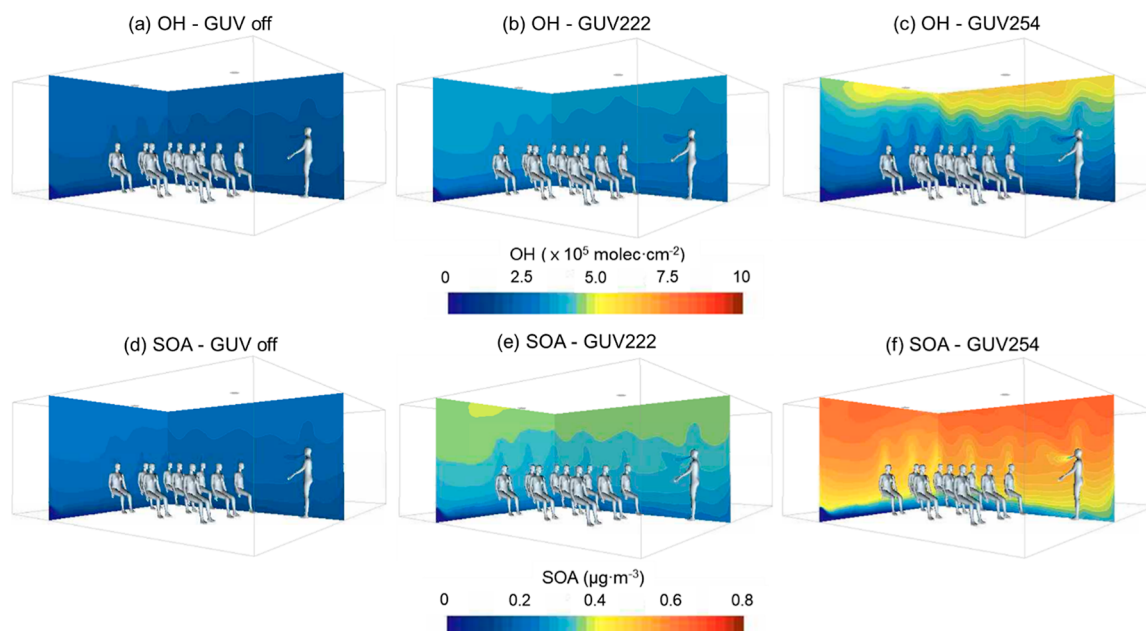 (a) OH - GUV off
(b) OH - GUV222
(c) OH - GUV254
OH ( x 10⁵ molec·cm⁻²)
0 2.5 5.0 7.5 10
(d) SOA - GUV off
(e) SOA - GUV222
(f) SOA - GUV254
SOA (µg·m⁻³)
0 0.2 0.4 0.6 0.8